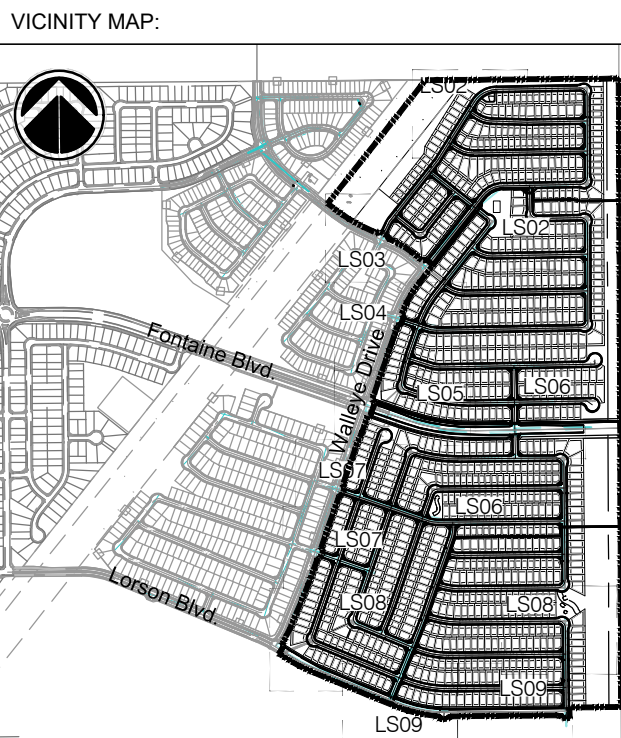 VICINITY MAP:
LS02
LS02
LS03
LS04
Fontaine Blvd.
Walleye Drive
LS05
LS06
LS07
LS06
LS07
Lorson Blvd.
LS08
LS08
LS09
LS09